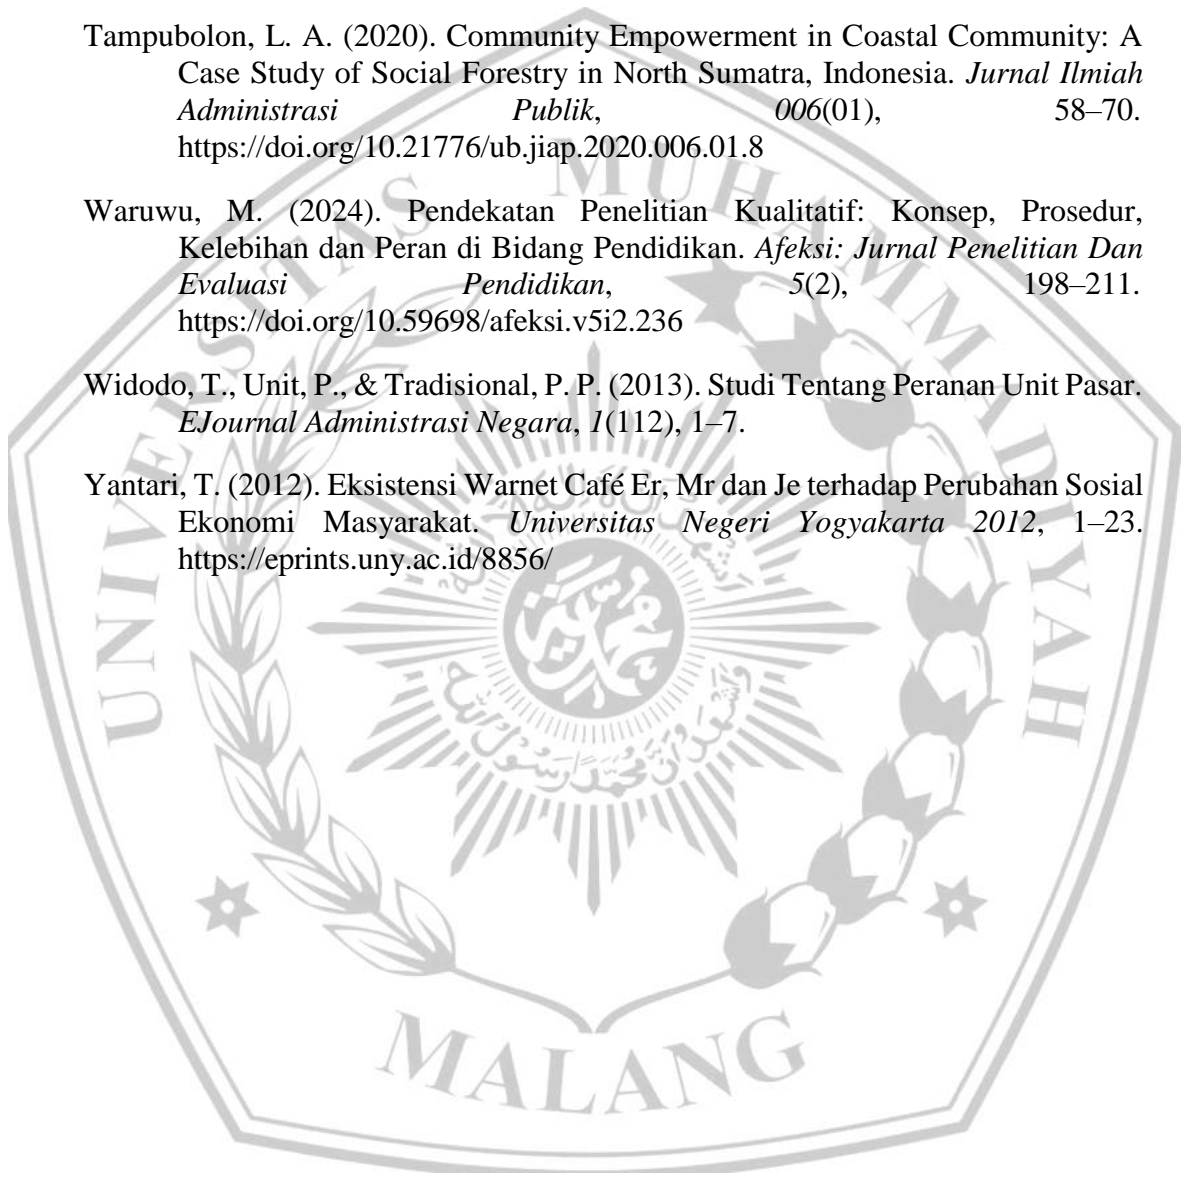 Tampubolon, L. A. (2020). Community Empowerment in Coastal Community: A
Case Study of Social Forestry in North Sumatra, Indonesia. Jurnal Ilmiah
Administrasi Publik, 006(01), 58–70.
https://doi.org/10.21776/ub.jiap.2020.006.01.8
Waruwu, M. (2024). Pendekatan Penelitian Kualitatif: Konsep, Prosedur,
Kelebihan dan Peran di Bidang Pendidikan. Afeksi: Jurnal Penelitian Dan
Evaluasi Pendidikan, 5(2), 198–211.
https://doi.org/10.59698/afeksi.v5i2.236
Widodo, T., Unit, P., & Tradisional, P. P. (2013). Studi Tentang Peranan Unit Pasar.
EJournal Administrasi Negara, 1(112), 1–7.
Yantari, T. (2012). Eksistensi Warnet Café Er, Mr dan Je terhadap Perubahan Sosial
Ekonomi Masyarakat. Universitas Negeri Yogyakarta 2012, 1–23.
https://eprints.uny.ac.id/8856/
UNIVERSITAS MUHAMMADIYAH
MALANG